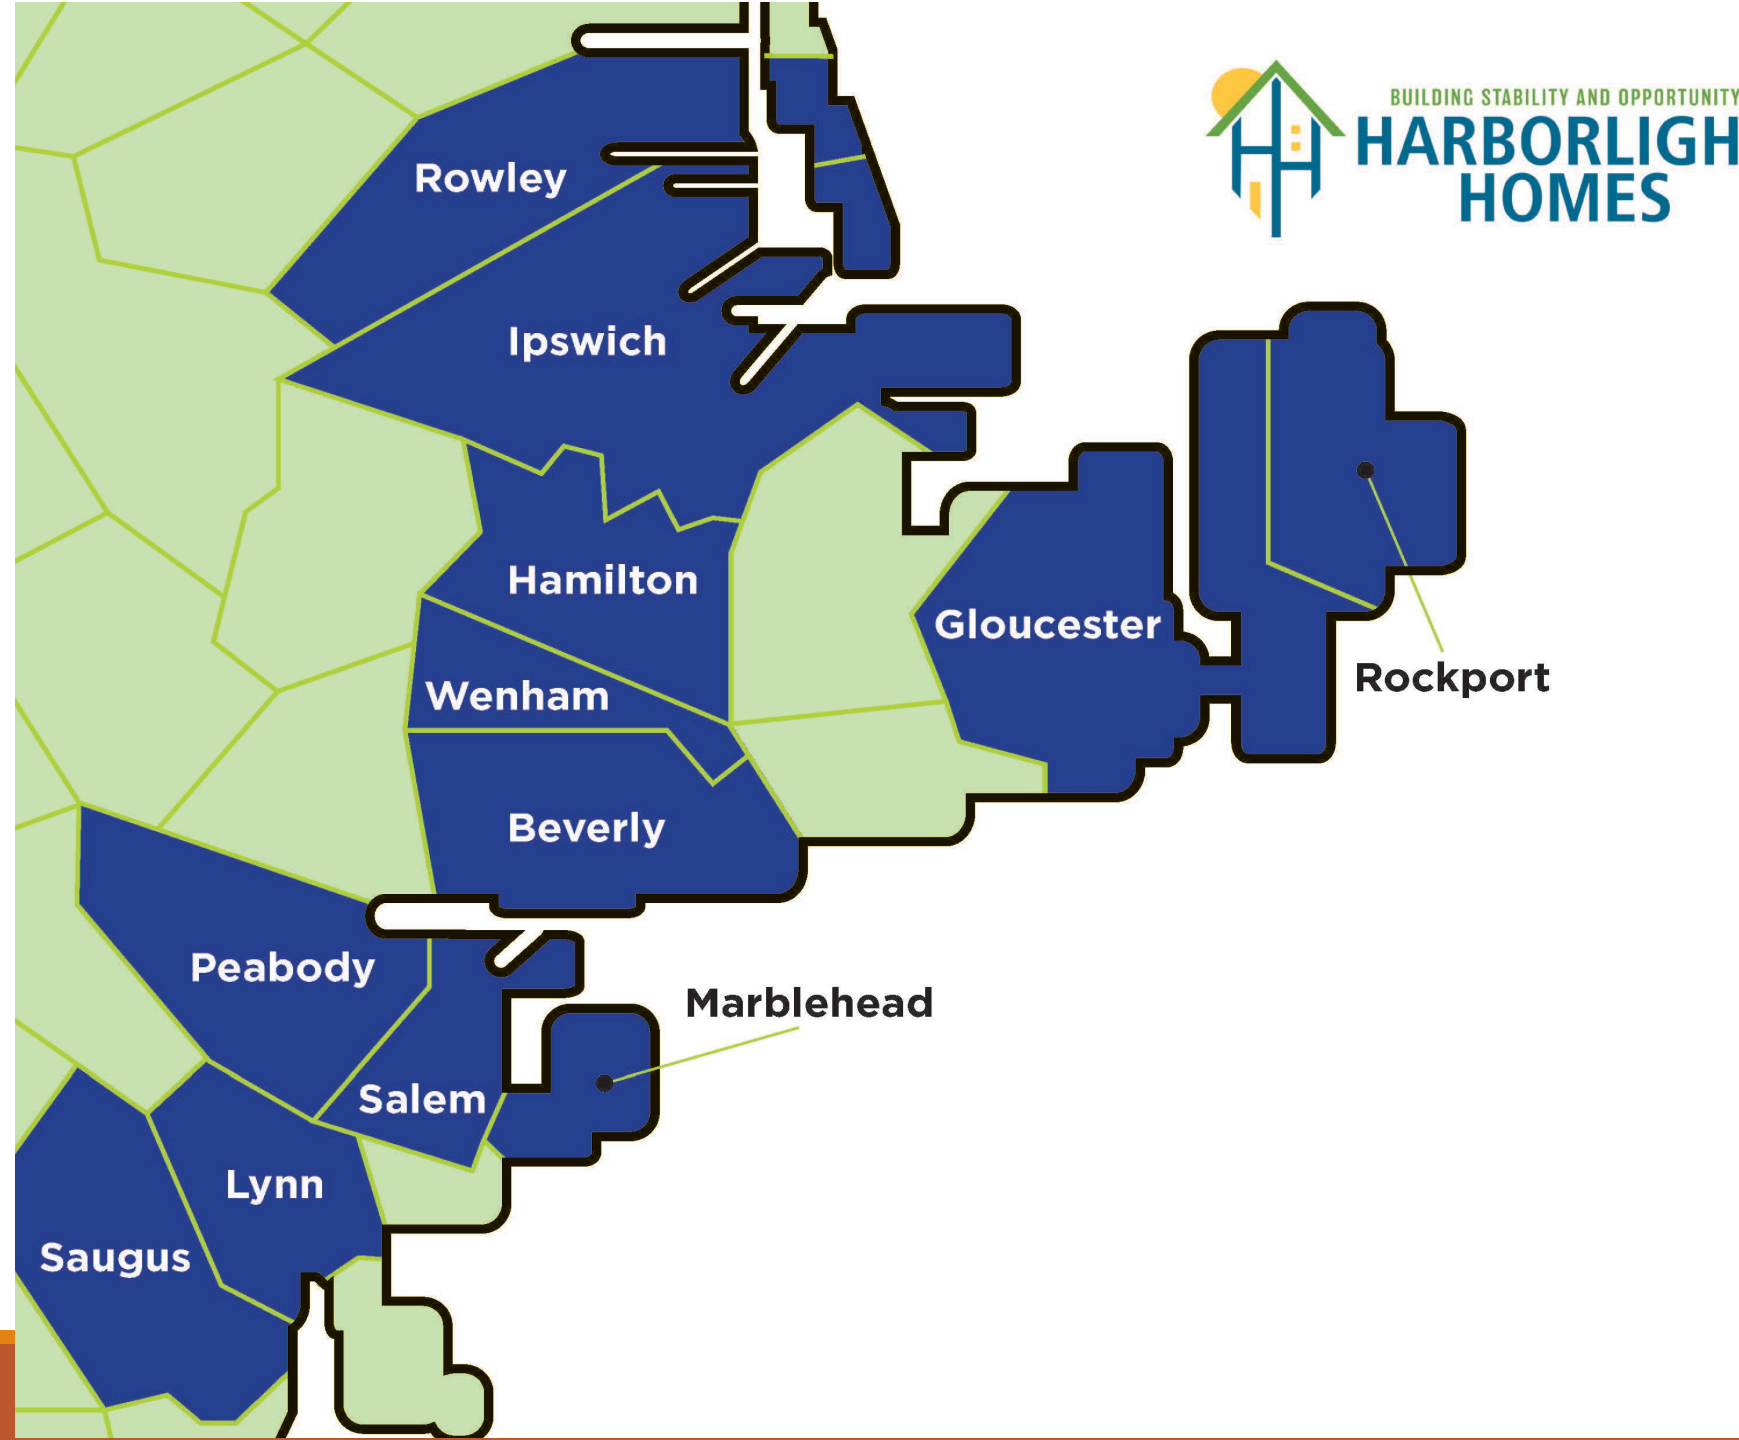 BUILDING STABILITY AND OPPORTUNITY
HARBORLIGH
HOMES
Rowley
Ipswich
Hamilton
Gloucester
Rockport
Wenham
Beverly
Peabody
Marblehead
Salem
Lynn
Saugus